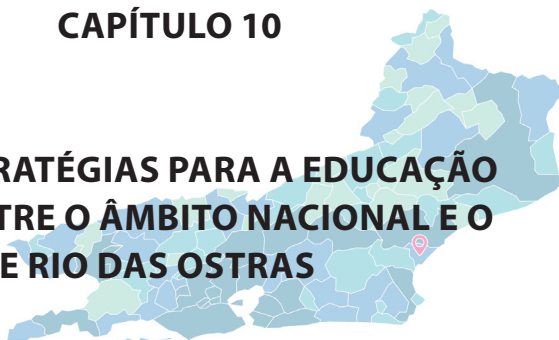 CAPÍTULO 10
RATÉGIAS PARA A EDUCAÇÃO
TRE O ÂMBITO NACIONAL E O
E RIO DAS OSTRAS